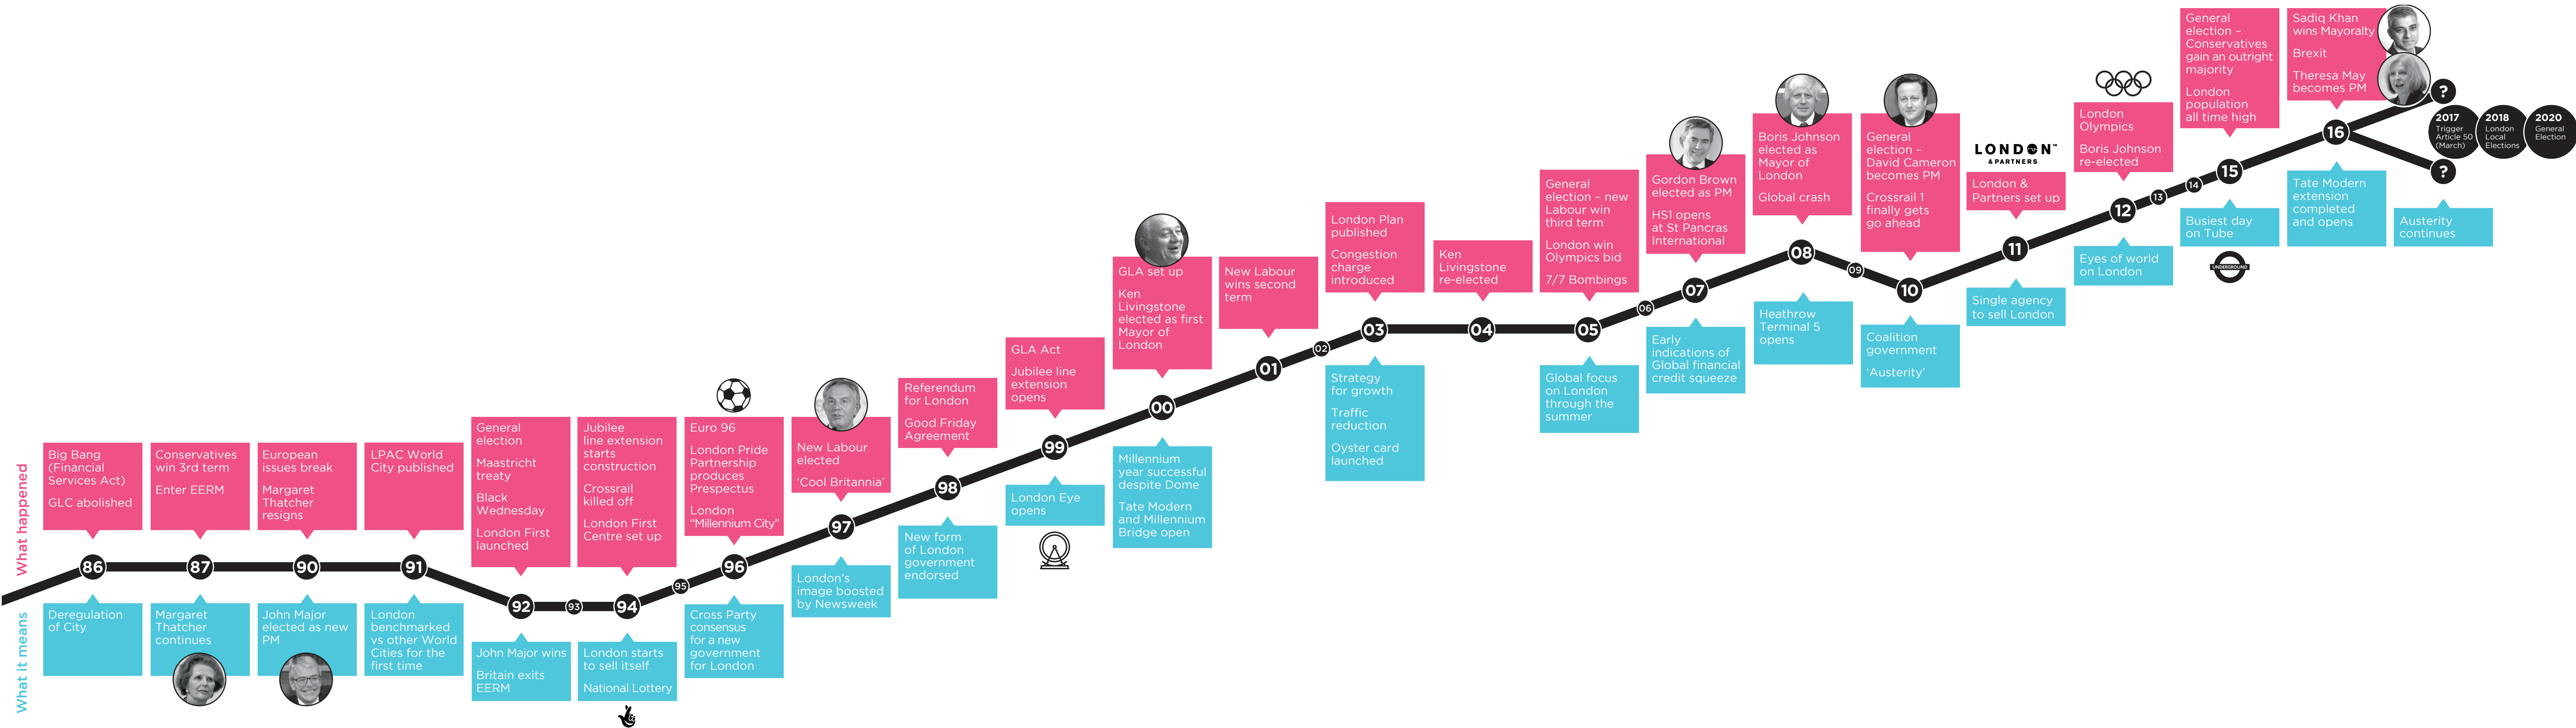 What happened
What it means
Big Bang
(Financial
Services Act)
GLC abolished
86
Deregulation
of City
Conservatives
win 3rd term
Enter EERM
87
Margaret
Thatcher
continues
European
issues break
Margaret
Thatcher
resigns
90
John Major
elected as new
PM
LPAC World
City published
91
London
benchmarked
vs other World
Cities for the
first time
General
election
Maastricht
treaty
Black
Wednesday
London First
launched
92
John Major wins
Britain exits
EERM
93
Jubilee
line extension
starts
construction
Crossrail
killed off
London First
Centre set up
94
London starts
to sell itself
National Lottery
95
Euro 96
London Pride
Partnership
produces
Prespectus
London
"Millennium City"
96
Cross Party
consensus
for a new
government
for London
New Labour
elected
‘Cool Britannia’
97
London's
image boosted
by Newsweek
Referendum
for London
Good Friday
Agreement
98
New form
of London
government
endorsed
GLA Act
Jubilee line
extension
opens
99
London Eye
opens
GLA set up
Ken
Livingstone
elected as first
Mayor of
London
00
Millennium
year successful
despite Dome
Tate Modern
and Millennium
Bridge open
New Labour
wins second
term
01
02
London Plan
published
Congestion
charge
introduced
03
Strategy
for growth
Traffic
reduction
Oyster card
launched
Ken
Livingstone
re-elected
04
General
election – new
Labour win
third term
London win
Olympics bid
7/7 Bombings
05
Global focus
on London
through the
summer
06
Gordon Brown
elected as PM
HS1 opens
at St Pancras
International
07
Early
indications of
Global financial
credit squeeze
Boris Johnson
elected as
Mayor of
London
Global crash
08
Heathrow
Terminal 5
opens
09
General
election –
David Cameron
becomes PM
Crossrail 1
finally gets
go ahead
10
Coalition
government
‘Austerity’
LONDON™
& PARTNERS
London &
Partners set up
11
Single agency
to sell London
London
Olympics
Boris Johnson
re-elected
12
Eyes of world
on London
13
14
General
election –
Conservatives
gain an outright
majority
London
population
all time high
15
Busiest day
on Tube
UNDERGROUND
Sadiq Khan
wins Mayoralty
Brexit
Theresa May
becomes PM
16
Tate Modern
extension
completed
and opens
?
?
2017
Trigger
Article 50
(March)
2018
London
Local
Elections
2020
General
Election
Austerity
continues